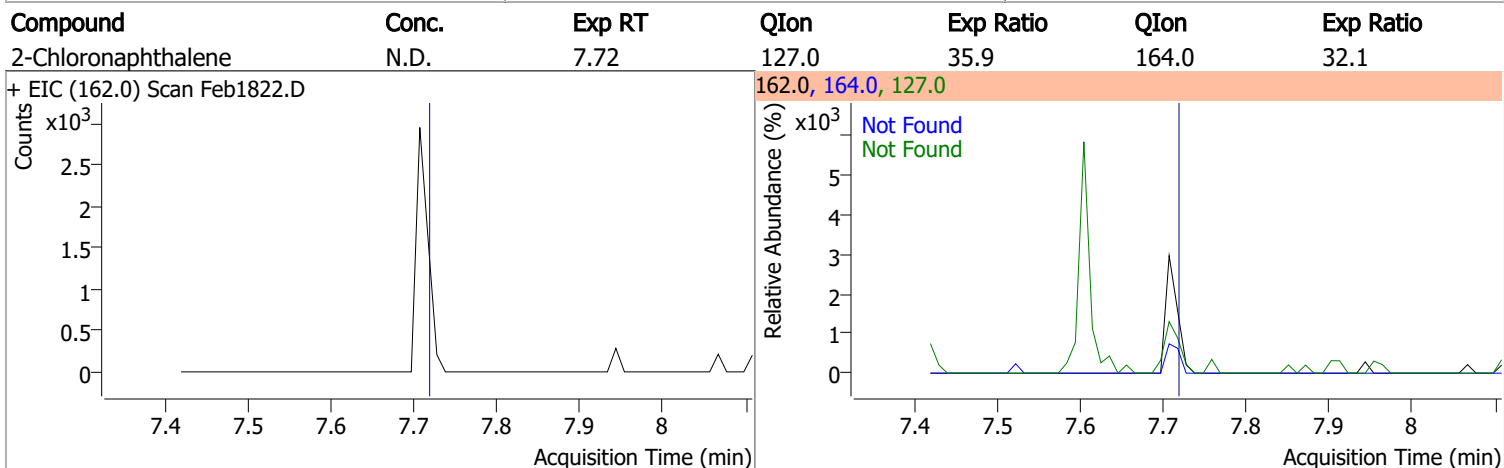 Compound Conc. Exp RT QIon Exp Ratio QIon Exp Ratio
2-Chloronaphthalene N.D. 7.72 127.0 35.9 164.0 32.1
+ EIC (162.0) Scan Feb1822.D
Counts
x10³
2.5
2
1.5
1
0.5
0
7.4 7.5 7.6 7.7 7.8 7.9 8
Acquisition Time (min)
162.0, 164.0, 127.0
Relative Abundance (%)
x10³
Not Found
Not Found
5
4
3
2
1
0
7.4 7.5 7.6 7.7 7.8 7.9 8
Acquisition Time (min)